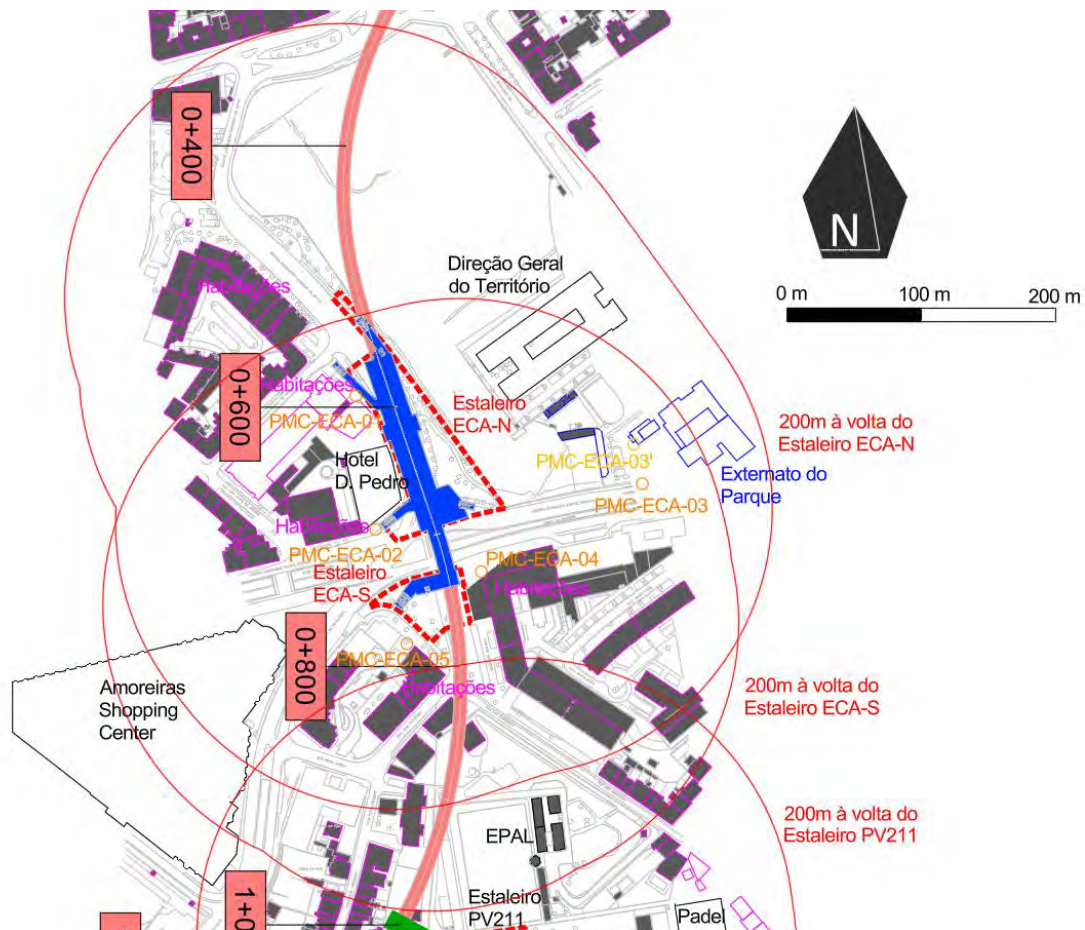 0+400
Direção Geral
do Território
N
0 m
100 m
200 m
Habitações
0+600
Habitações
PMC-ECA-0
Estaleiro
ECA-N
200m à volta do
Estaleiro ECA-N
Hotel
D. Pedro
PMC-ECA-03'
Externato do
Parque
PMC-ECA-03
Habitações
PMC-ECA-02
PMC-ECA-04
Estaleiro
ECA-S
Habitações
0+800
PMC-ECA-05
Habitações
Amoreiras
Shopping
Center
200m à volta do
Estaleiro ECA-S
200m à volta do
Estaleiro PV211
EPAL
1+0
Estaleiro
PV211
Padel